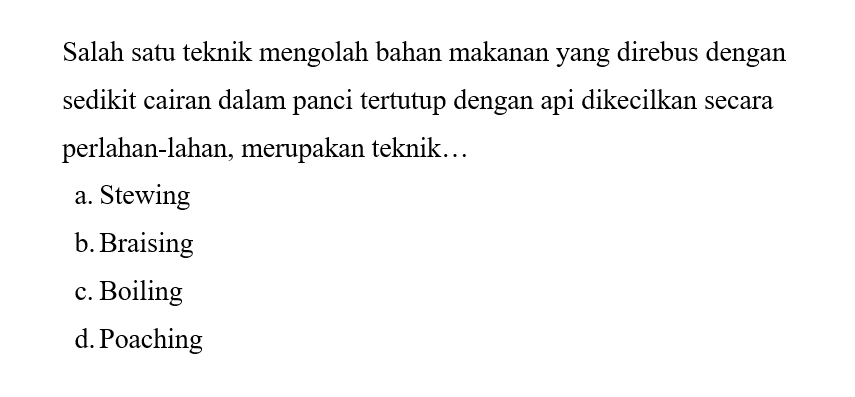 Salah satu teknik mengolah bahan makanan yang direbus dengan
sedikit cairan dalam panci tertutup dengan api dikecilkan secara
perlahan-lahan, merupakan teknik…
a. Stewing
b. Braising
c. Boiling
d. Poaching